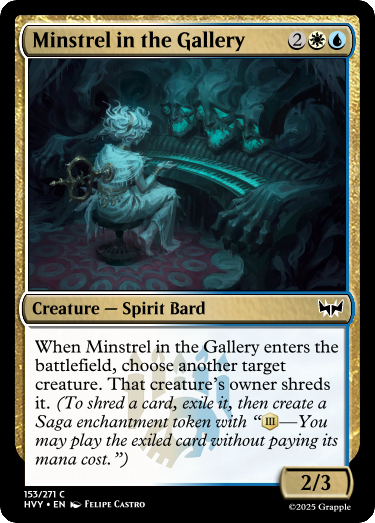 Minstrel in the Gallery 2
Creature — Spirit Bard
When Minstrel in the Gallery enters the
battlefield, choose another target
creature. That creature's owner shreds
it. (To shred a card, exile it, then create a
Saga enchantment token with “III—You
may play the exiled card without paying its
mana cost.”)
2/3
153/271 C
HVY • EN Felipe Castro
©2025 Grapple